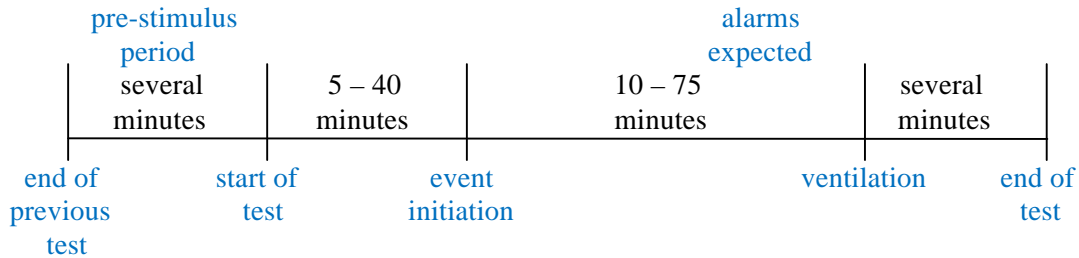 pre-stimulus
period
alarms
expected
several
minutes
5 – 40
minutes
10 – 75
minutes
several
minutes
end of
previous
test
start of
test
event
initiation
ventilation
end of
test